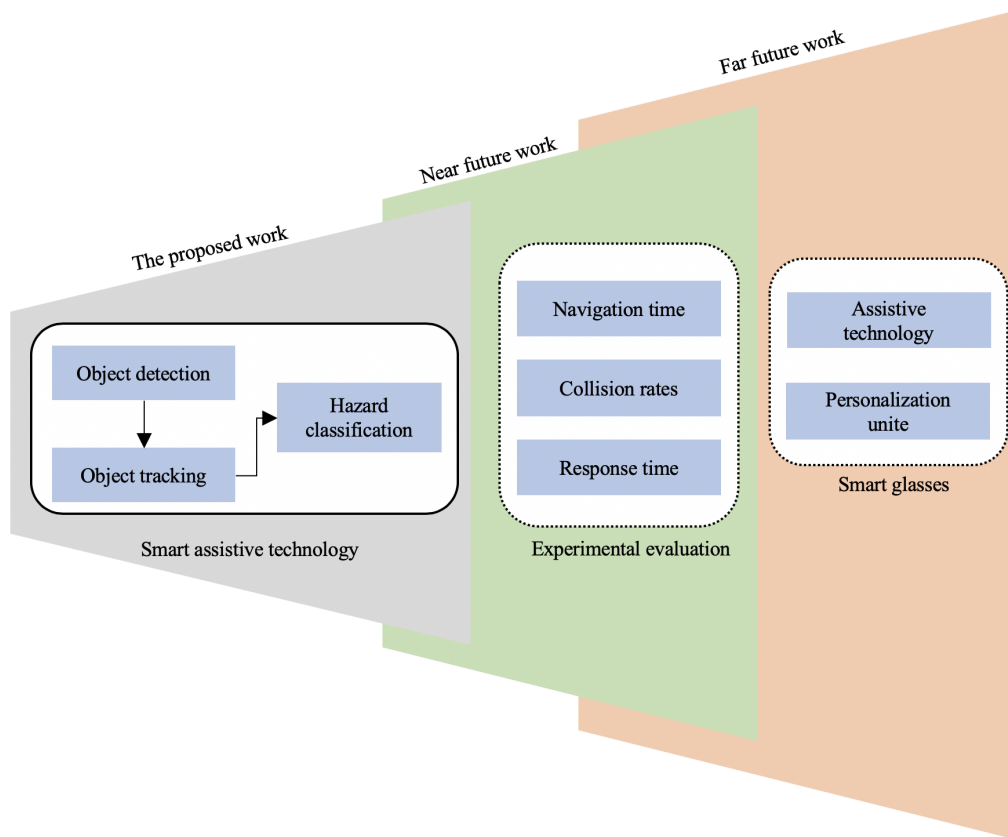 Far future work
Near future work
The proposed work
Object detection
Object tracking
Hazard
classification
Smart assistive technology
Navigation time
Collision rates
Response time
Experimental evaluation
Assistive
technology
Personalization
unite
Smart glasses